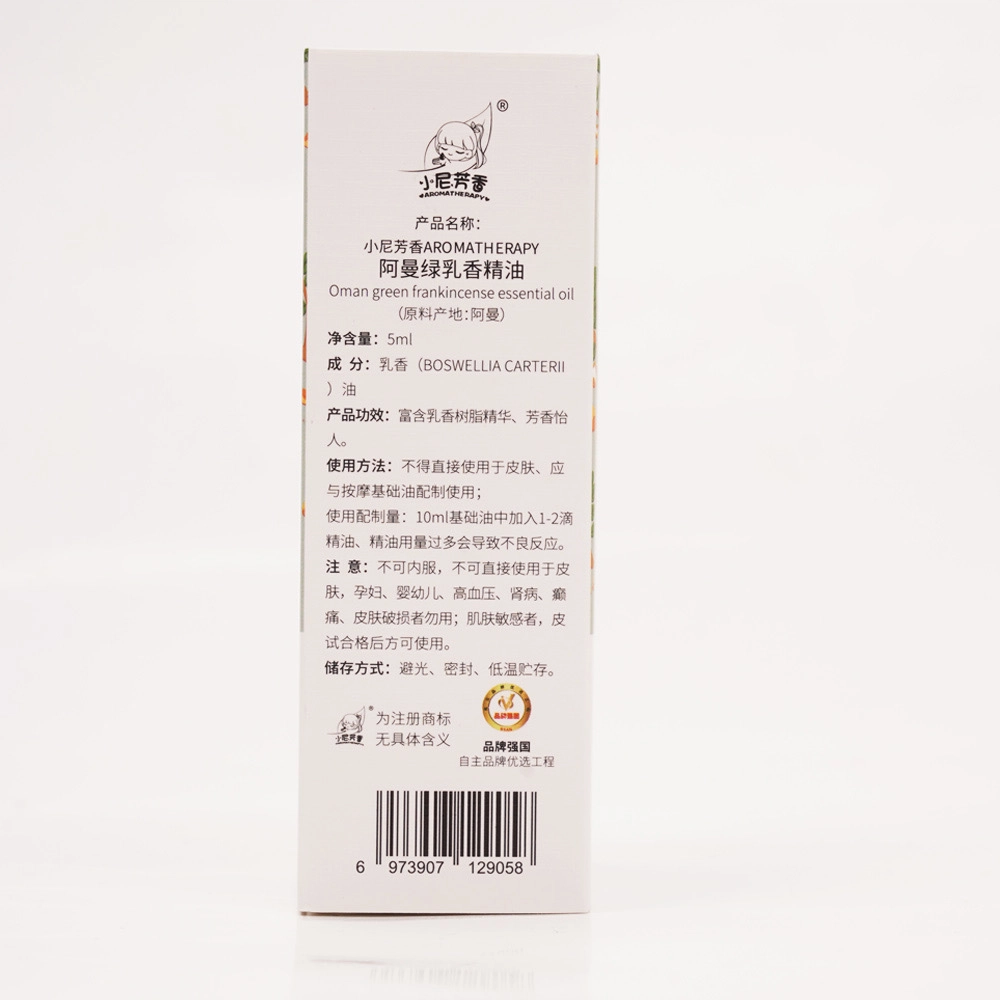 ®
小尼芳香
AROMATHERAPY
产品名称：
小尼芳香AROMATHERAPY
阿曼绿乳香精油
Oman green frankincense essential oil
（原料产地：阿曼）
净含量：5ml
成 分：乳香（BOSWELLIA CARTERII
）油
产品功效：富含乳香树脂精华、芳香怡
人。
使用方法：不得直接使用于皮肤、应
与按摩基础油配制使用；
使用配制量：10ml基础油中加入1-2滴
精油、精油用量过多会导致不良反应。
注 意：不可内服，不可直接使用于皮
肤，孕妇、婴幼儿、高血压、肾病、癫
痛、皮肤破损者勿用；肌肤敏感者，皮
试合格后方可使用。
储存方式：避光、密封、低温贮存。
小尼芳香
®
为注册商标
无具体含义
品牌强国
品牌强国
自主品牌优选工程
6 973907 129058